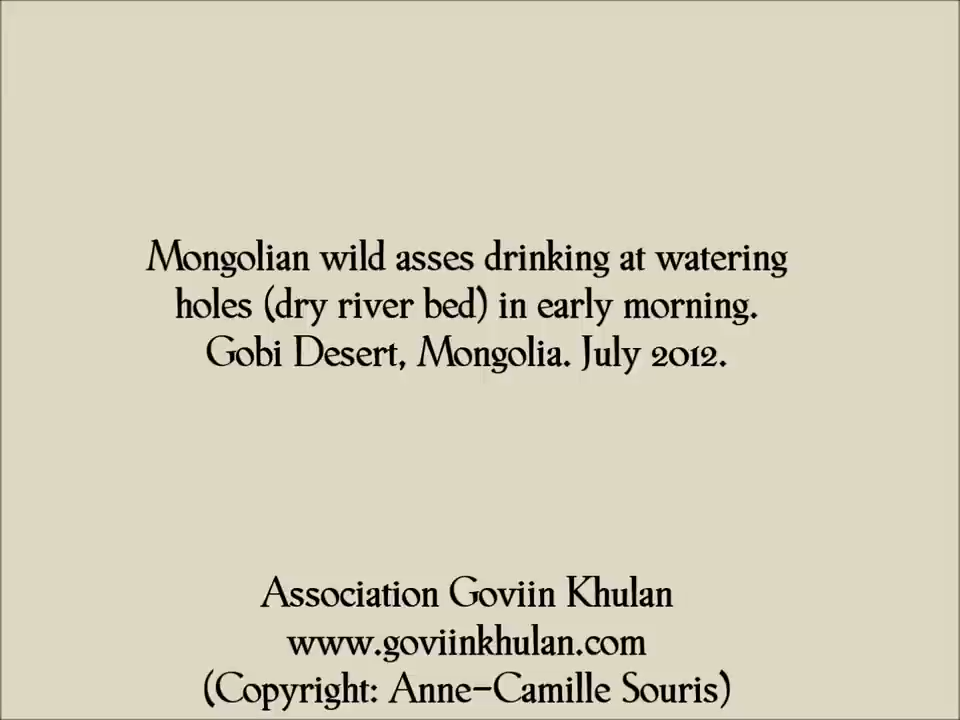 Mongolian wild asses drinking at watering
holes (dry river bed) in early morning.
Gobi Desert, Mongolia. July 2012.
Association Goviin Khulan
www.goviinkhulan.com
(Copyright: Anne-Camille Souris)